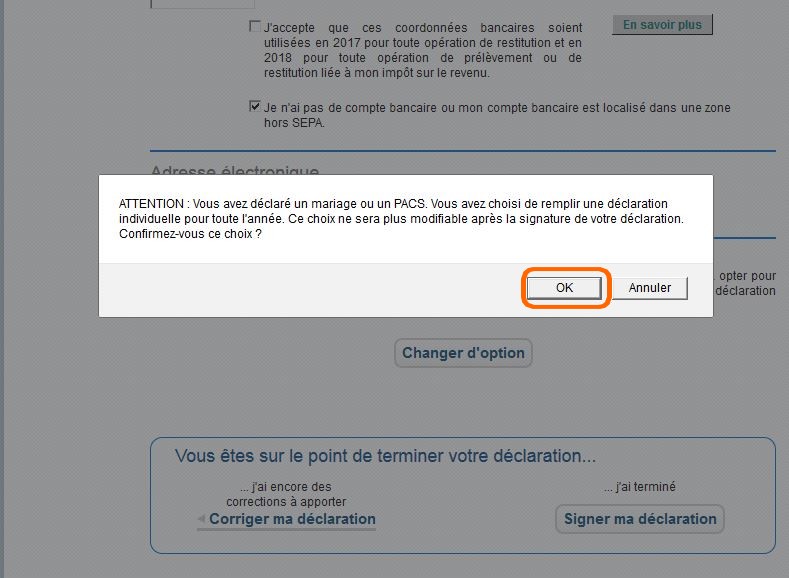 J'accepte que ces coordonnées bancaires soient
utilisées en 2017 pour toute opération de restitution et en
2018 pour toute opération de prélèvement ou de
restitution liée à mon impôt sur le revenu.
En savoir plus
Je n'ai pas de compte bancaire ou mon compte bancaire est localisé dans une zone
hors SEPA.
Adresse électronique
ATTENTION : Vous avez déclaré un mariage ou un PACS. Vous avez choisi de remplir une déclaration
individuelle pour toute l'année. Ce choix ne sera plus modifiable après la signature de votre déclaration.
Confirmez-vous ce choix ?
OK
Annuler
opter pour
déclaration
Changer d'option
Vous êtes sur le point de terminer votre déclaration...
... j'ai encore des
corrections à apporter
Corriger ma déclaration
... j'ai terminé
Signer ma déclaration